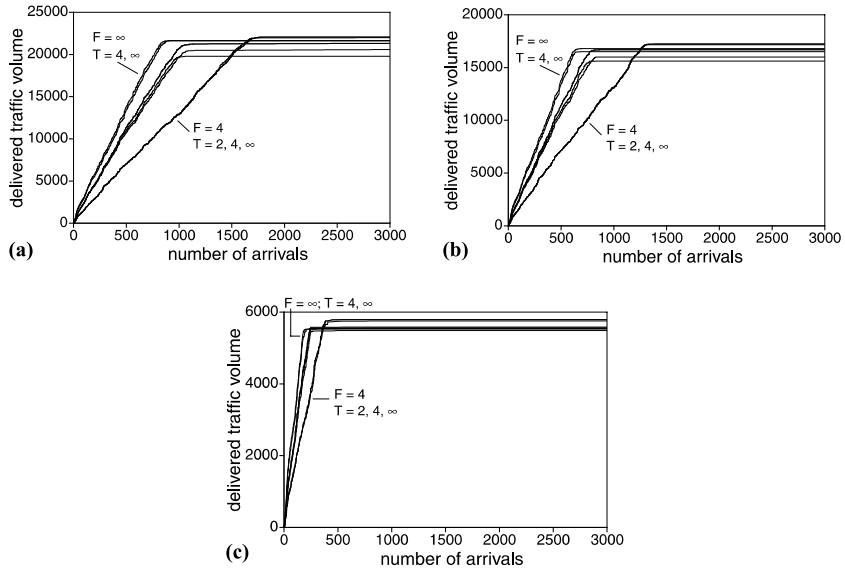 25000
20000
15000
10000
5000
0
delivered traffic volume
F = ∞
T = 4, ∞
F = 4
T = 2, 4, ∞
0 500 1000 1500 2000 2500 3000
number of arrivals
(a)
20000
15000
10000
5000
0
delivered traffic volume
F = ∞
T = 4, ∞
F = 4
T = 2, 4, ∞
0 500 1000 1500 2000 2500 3000
number of arrivals
(b)
F = ∞; T = 4, ∞
6000
4000
2000
0
delivered traffic volume
F = 4
T = 2, 4, ∞
0 500 1000 1500 2000 2500 3000
number of arrivals
(c)